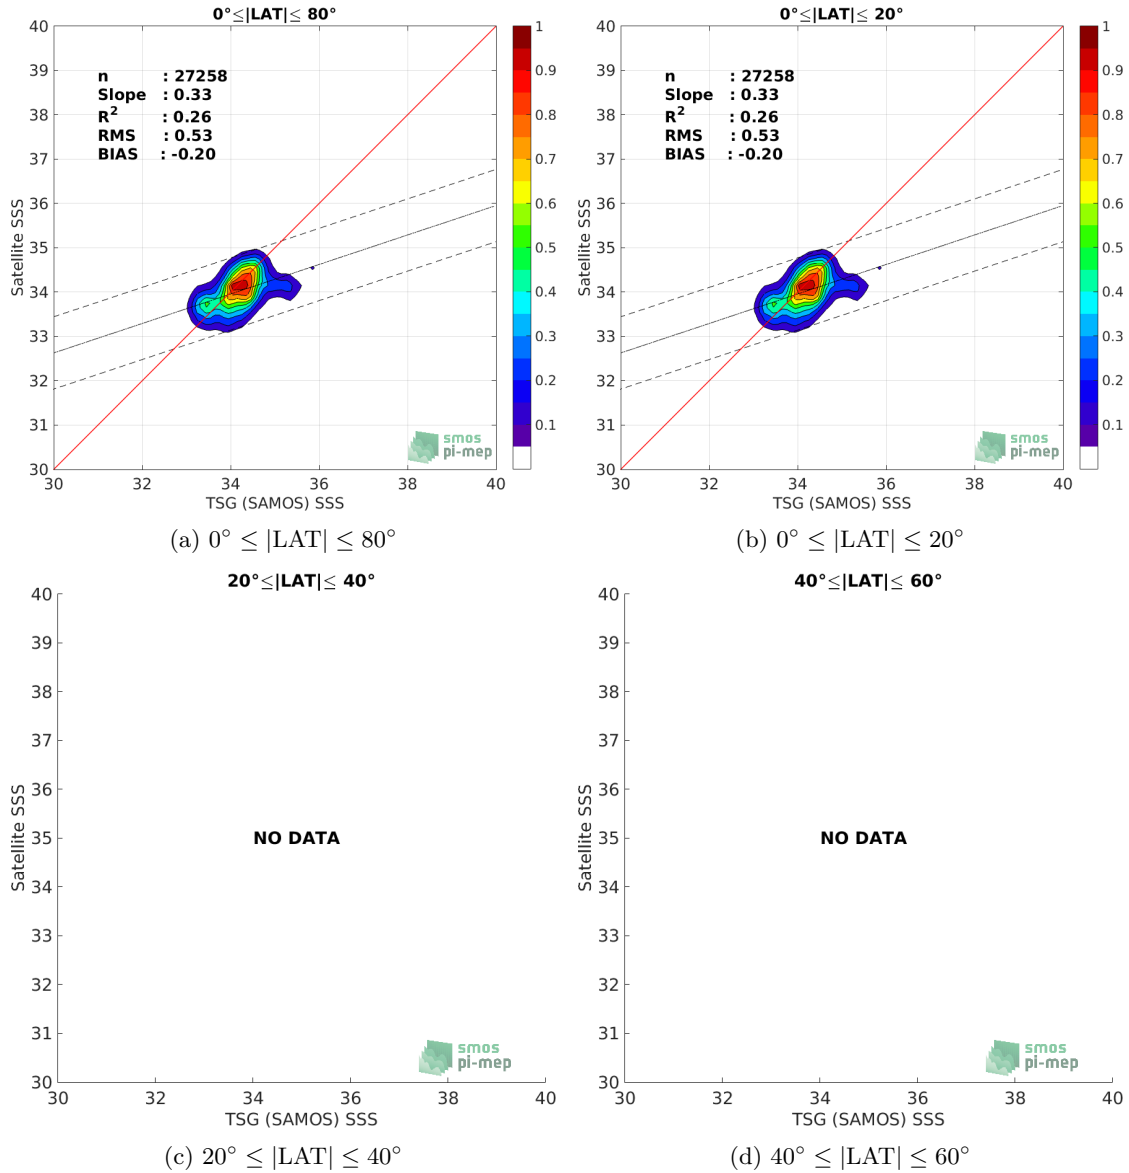 0°≤|LAT|≤ 80°
40
39
38
37
36
35
34
33
32
31
30
Satellite SSS
n : 27258
Slope : 0.33
R2 : 0.26
RMS : 0.53
BIAS : -0.20
smos
pi-mep
30 32 34 36 38 40
TSG (SAMOS) SSS
1
0.9
0.8
0.7
0.6
0.5
0.4
0.3
0.2
0.1
(a) 0° ≤ |LAT| ≤ 80°
0°≤|LAT|≤ 20°
40
39
38
37
36
35
34
33
32
31
30
Satellite SSS
n : 27258
Slope : 0.33
R2 : 0.26
RMS : 0.53
BIAS : -0.20
smos
pi-mep
30 32 34 36 38 40
TSG (SAMOS) SSS
1
0.9
0.8
0.7
0.6
0.5
0.4
0.3
0.2
0.1
(b) 0° ≤ |LAT| ≤ 20°
20°≤|LAT|≤ 40°
40
39
38
37
36
35
34
33
32
31
30
Satellite SSS
NO DATA
smos
pi-mep
30 32 34 36 38 40
TSG (SAMOS) SSS
(c) 20° ≤ |LAT| ≤ 40°
40°≤|LAT|≤ 60°
40
39
38
37
36
35
34
33
32
31
30
Satellite SSS
NO DATA
smos
pi-mep
30 32 34 36 38 40
TSG (SAMOS) SSS
(d) 40° ≤ |LAT| ≤ 60°